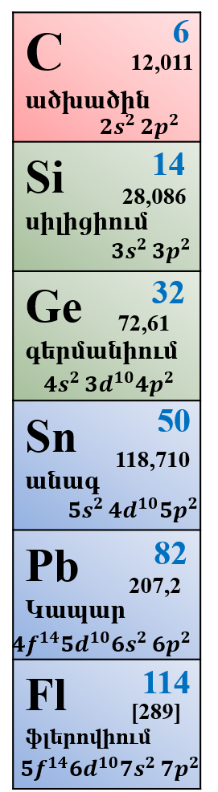 C 6
12,011
ածխածին
2s² 2p²
Si 14
28,086
սիլիցիում
3s² 3p²
Ge 32
72,61
գերմանիում
4s² 3d¹⁰4p²
Sn 50
118,710
անագ
5s² 4d¹⁰5p²
Pb 82
207,2
Կապար
4f¹⁴5d¹⁰6s² 6p²
Fl 114
[289]
ֆլերովիում
5f¹⁴6d¹⁰7s² 7p²